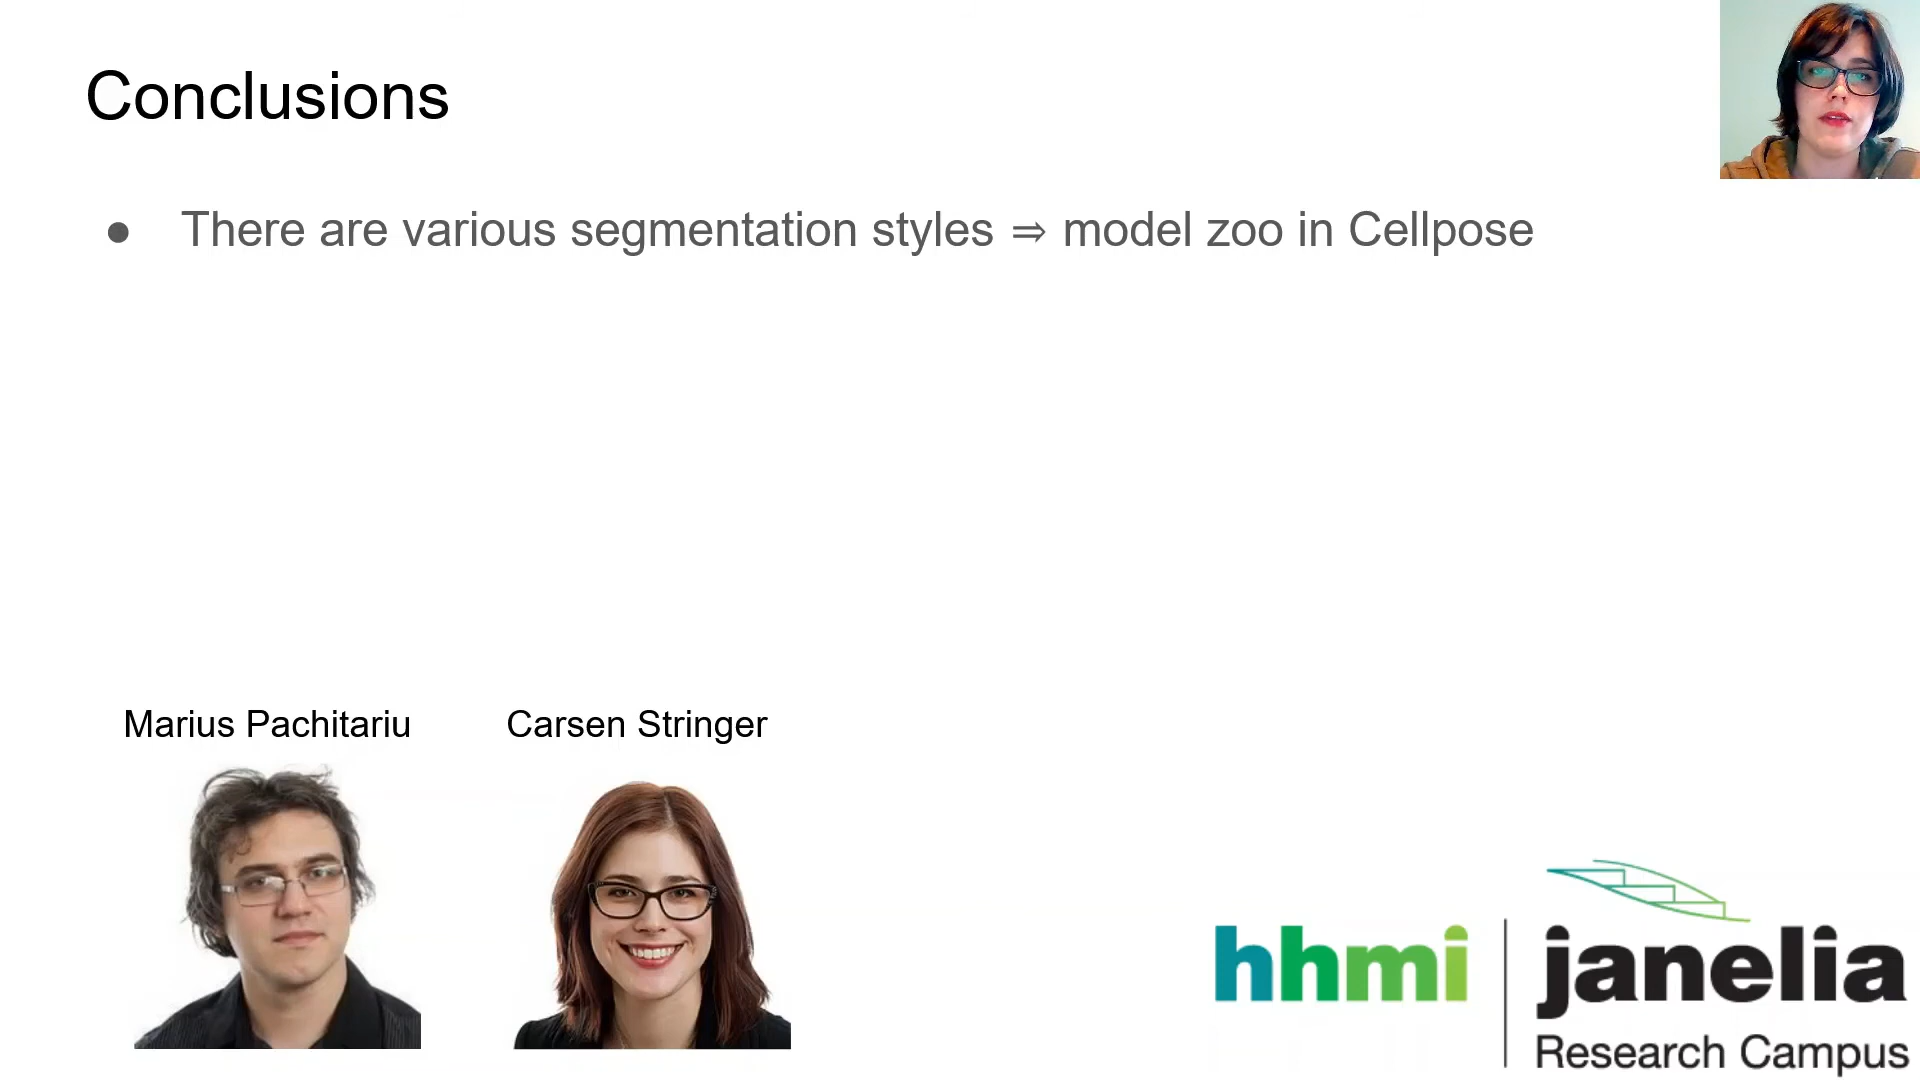 Conclusions
● There are various segmentation styles ⇒ model zoo in Cellpose
Marius Pachitariu
Carsen Stringer
hhmi
janelia
Research Campus